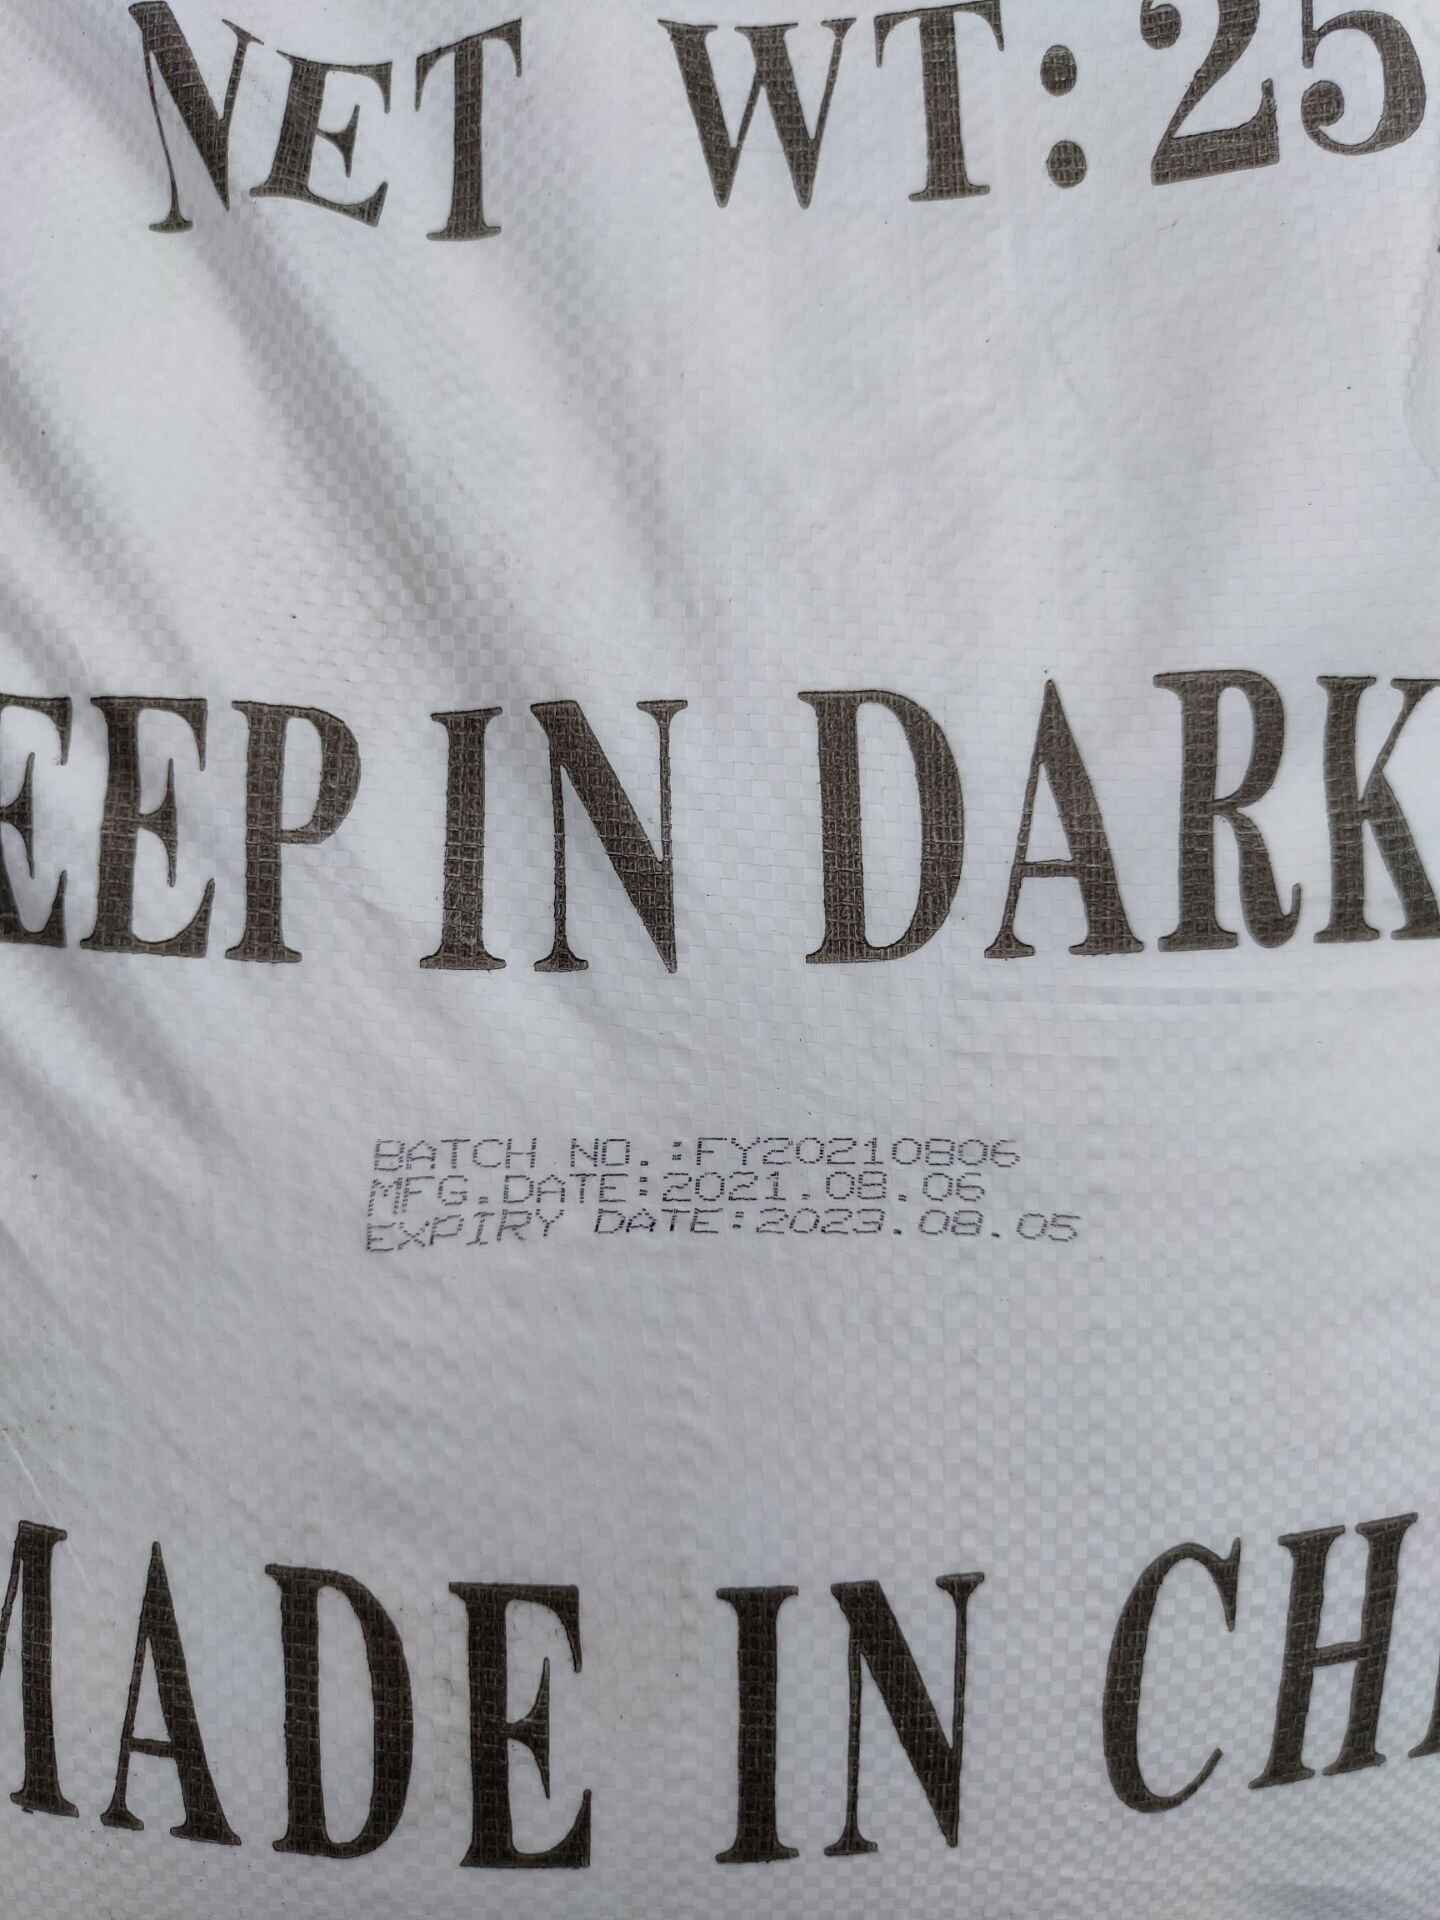 NET WT: 25
EEP IN DARK
BATCH NO.:FY20210806
MFG.DATE:2021.08.06
EXPIRY DATE:2023.08.05
MADE IN CH